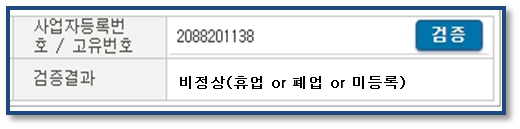 사업자등록번
호 / 고유번호
2088201138
검증
검증결과
비정상(휴업 or 폐업 or 미등록)